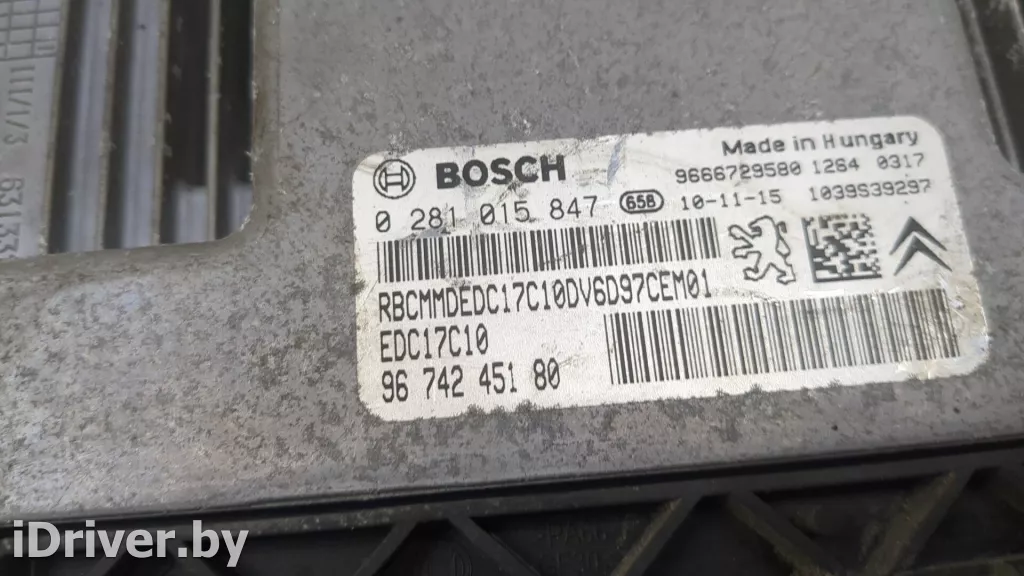 Made in Hungary
BOSCH
9666729580 1264 0317
0 281 015 847 658 10-11-15 1039S39297
RBCMMDEDC17C10DV6D97CEM01
EDC17C10
96 742 451 80
iDriver.by